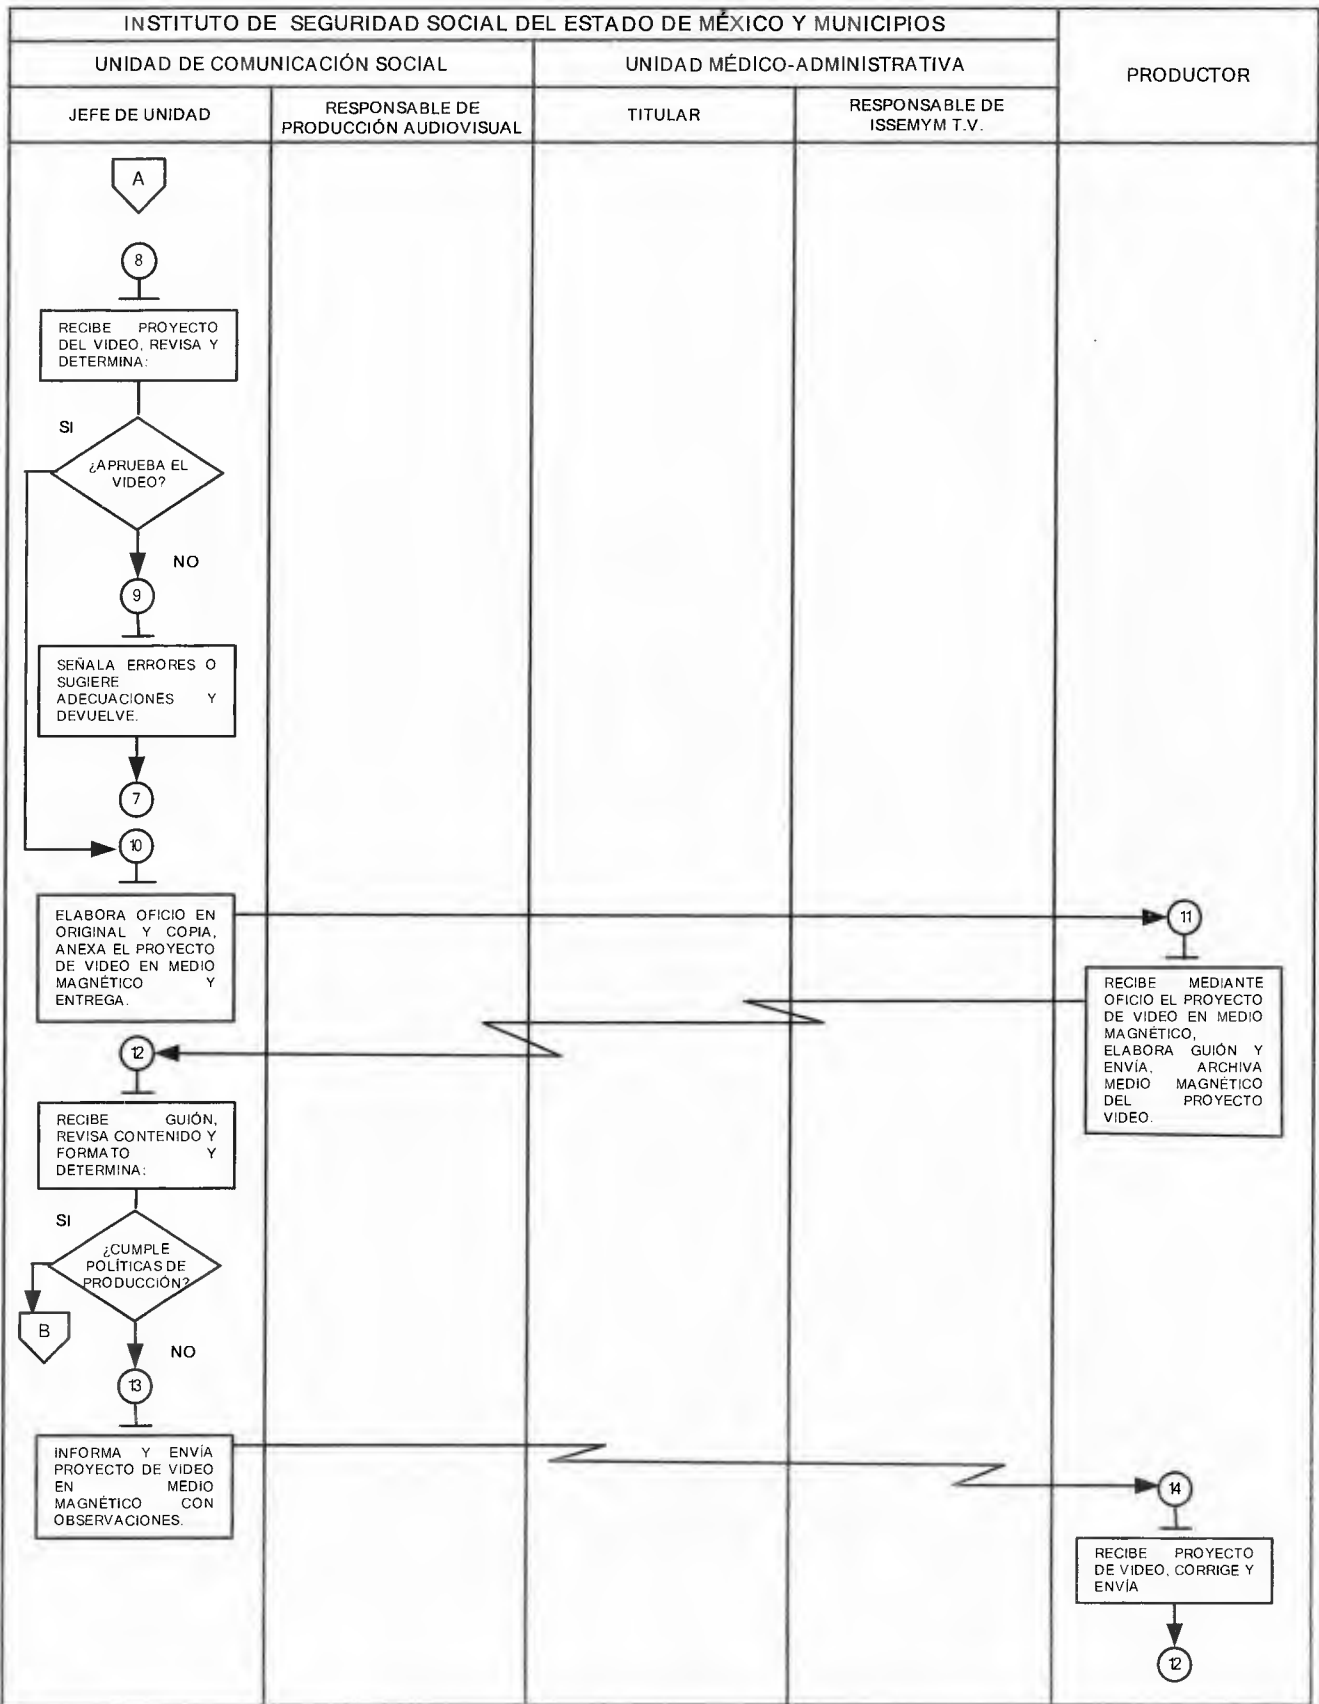 INSTITUTO DE SEGURIDAD SOCIAL DEL ESTADO DE MÉXICO Y MUNICIPIOS
UNIDAD DE COMUNICACIÓN SOCIAL
UNIDAD MÉDICO-ADMINISTRATIVA
PRODUCTOR
JEFE DE UNIDAD
RESPONSABLE DE
PRODUCCIÓN AUDIOVISUAL
TITULAR
RESPONSABLE DE
ISSEMYM T.V.
A
8
RECIBE PROYECTO
DEL VIDEO, REVISA Y
DETERMINA:
SI
¿APRUEBA EL
VIDEO?
NO
9
SEÑALA ERRORES O
SUGIERE
ADECUACIONES Y
DEVUELVE.
7
10
ELABORA OFICIO EN
ORIGINAL Y COPIA,
ANEXA EL PROYECTO
DE VIDEO EN MEDIO
MAGNÉTICO Y
ENTREGA.
11
RECIBE MEDIANTE
OFICIO EL PROYECTO
DE VIDEO EN MEDIO
MAGNÉTICO,
ELABORA GUIÓN Y
ENVÍA, ARCHIVA
MEDIO MAGNÉTICO
DEL PROYECTO
VIDEO.
12
RECIBE GUIÓN,
REVISA CONTENIDO Y
FORMATO Y
DETERMINA:
SI
¿CUMPLE
POLÍTICAS DE
PRODUCCIÓN?
B
NO
13
INFORMA Y ENVÍA
PROYECTO DE VIDEO
EN MEDIO
MAGNÉTICO CON
OBSERVACIONES.
14
RECIBE PROYECTO
DE VIDEO, CORRIGE Y
ENVÍA
12